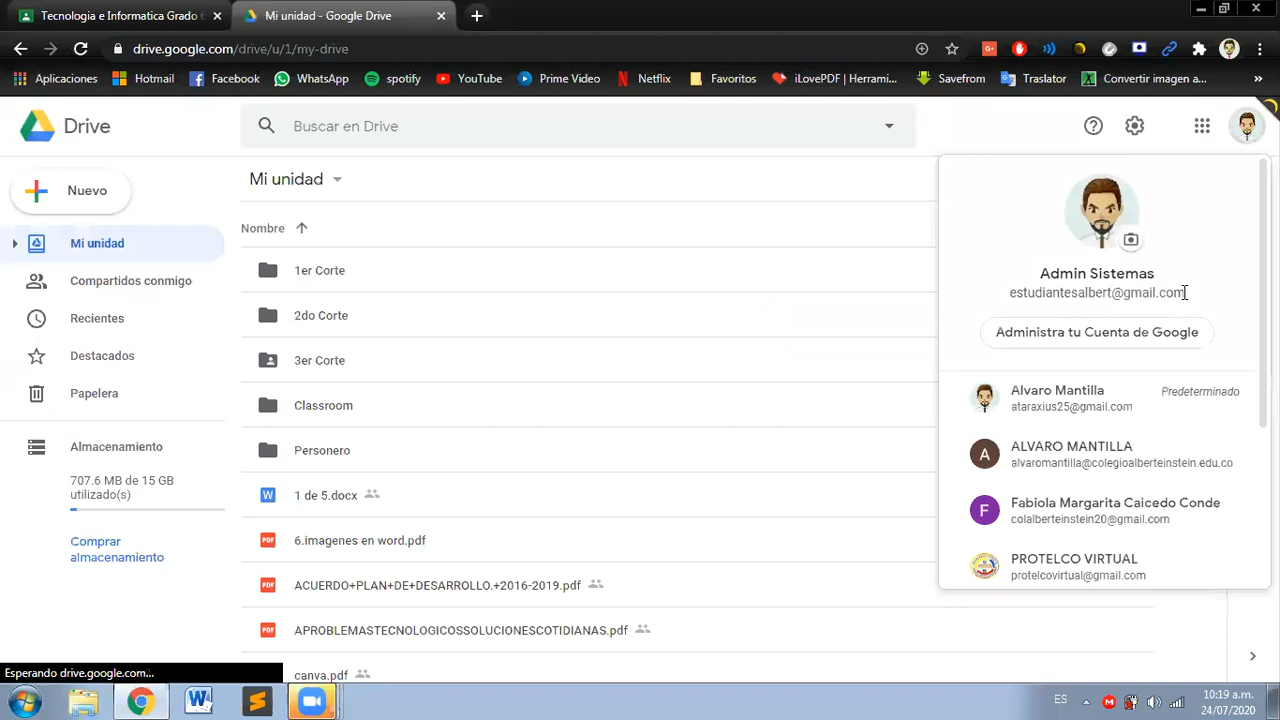 Tecnologia e Informatica Grado 6
Mi unidad - Google Drive
drive.google.com/drive/u/1/my-drive
Aplicaciones
Hotmail
Facebook
WhatsApp
spotify
YouTube
Prime Video
Netflix
Favoritos
iLovePDF | Herrami...
Savefrom
Traslator
Convertir imagen a...
Drive
Buscar en Drive
Nuevo
Mi unidad
Compartidos conmigo
Recientes
Destacados
Papelera
Almacenamiento
707.6 MB de 15 GB
utilizado(s)
Comprar
almacenamiento
Mi unidad
Nombre
1er Corte
2do Corte
3er Corte
Classroom
Personero
1 de 5.docx
6.imagenes en word.pdf
ACUERDO+PLAN+DE+DESARROLLO.+2016-2019.pdf
APROBLEMASTECNOLOGICOSSOLUCIONESCOTIDIANAS.pdf
canva.pdf
Admin Sistemas
estudiantesalbert@gmail.com
Administra tu Cuenta de Google
Alvaro Mantilla
Predeterminado
ataraxius25@gmail.com
A
ALVARO MANTILLA
alvaromantilla@colegioalberteinstein.edu.co
F
Fabiola Margarita Caicedo Conde
colalberteinstein20@gmail.com
PROTELCO VIRTUAL
protelcovirtual@gmail.com
Esperando drive.google.com...
ES
10:19 a.m.
24/07/2020